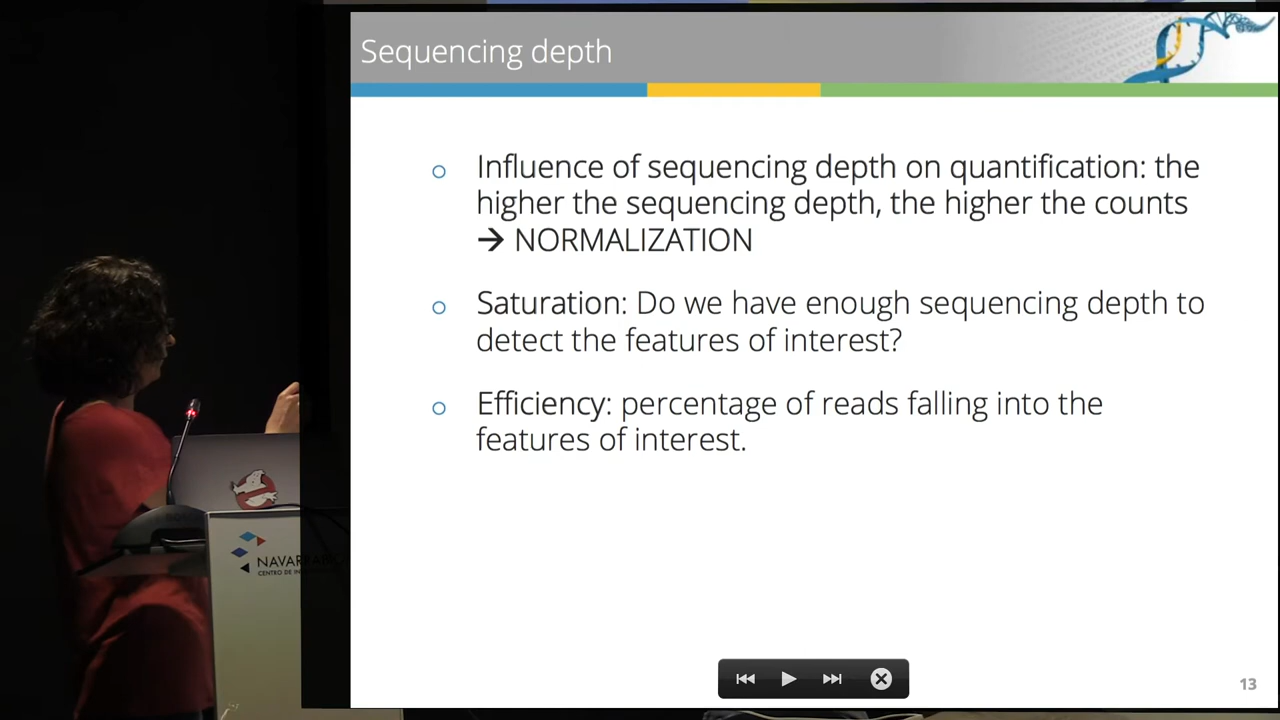 Sequencing depth
Influence of sequencing depth on quantification: the
higher the sequencing depth, the higher the counts
→ NORMALIZATION
Saturation: Do we have enough sequencing depth to
detect the features of interest?
Efficiency: percentage of reads falling into the
features of interest.
13
CENTRO DE